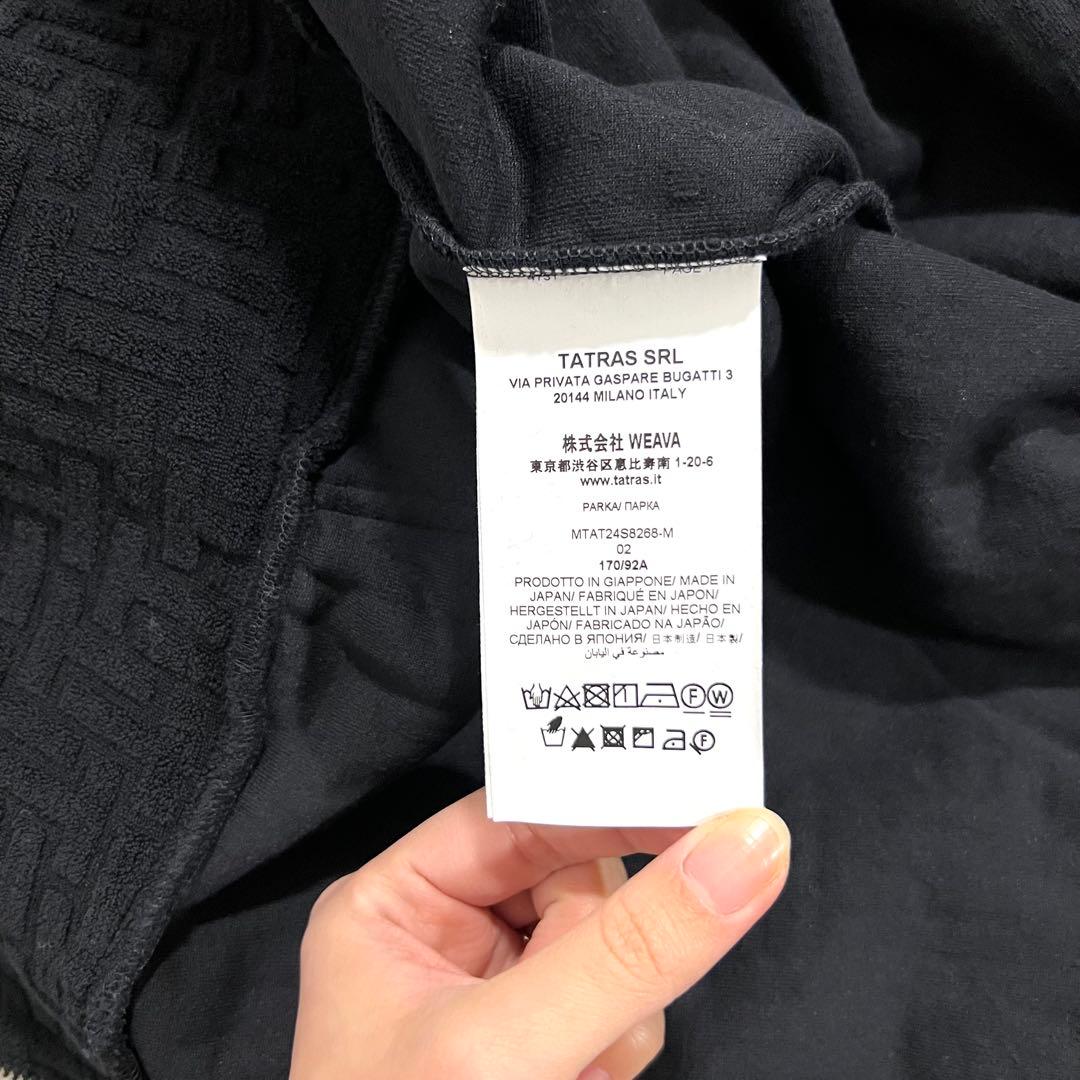 TATRAS SRL
VIA PRIVATA GASPARE BUGATTI 3
20144 MILANO ITALY
株式会社 WEAVA
東京都渋谷区恵比寿南 1-20-6
www.tatras.it
PARKA/ ПАРКА
MTAT24S8268-M
02
170/92A
PRODOTTO IN GIAPPONE/ MADE IN
JAPAN/ FABRIQUÉ EN JAPON/
HERGESTELLT IN JAPAN/ HECHO EN
JAPÓN/ FABRICADO NA JAPÃO/
СДЕЛАНО В ЯПОНИЯ/ 日本制造/ 日本製/
مصنوعة في اليابان
F W
F